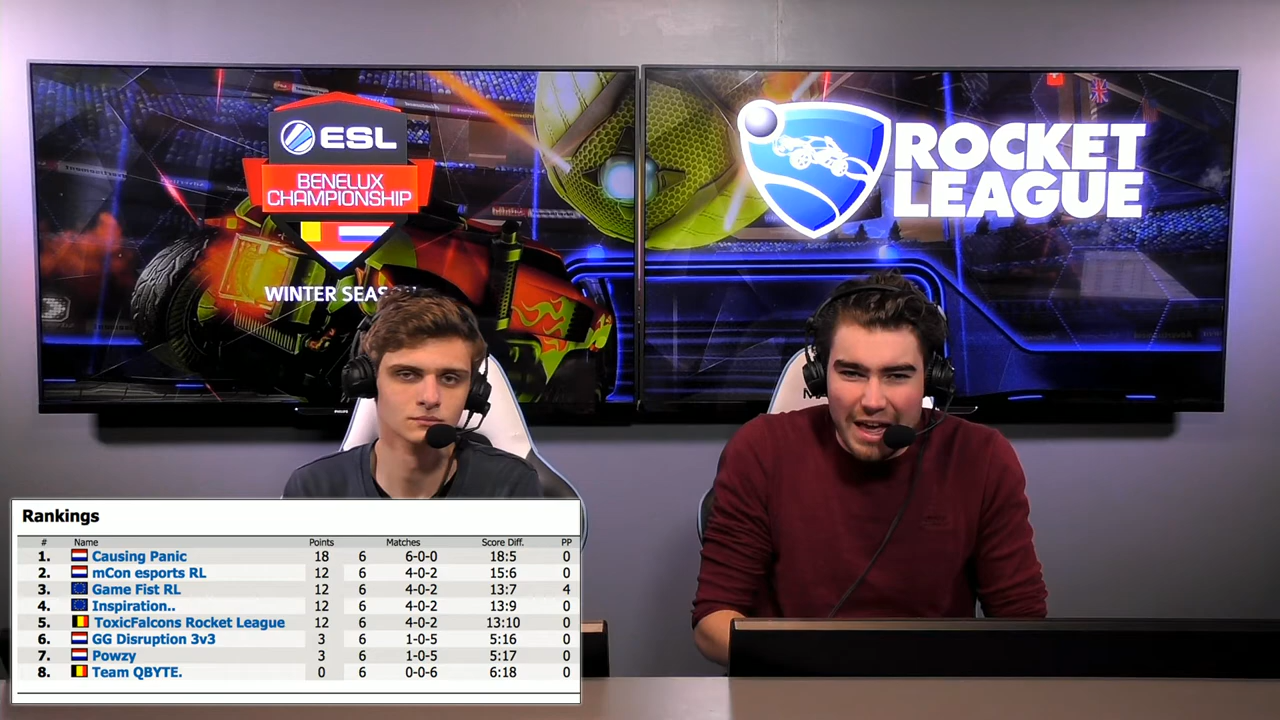 ESL
BENELUX
CHAMPIONSHIP
WINTER SEAS
ROCKET
LEAGUE
Rankings
# Name Points Matches Score Diff. PP
1. Causing Panic 18 6 6-0-0 18:5 0
2. mCon esports RL 12 6 4-0-2 15:6 0
3. Game Fist RL 12 6 4-0-2 13:7 4
4. Inspiration.. 12 6 4-0-2 13:9 0
5. ToxicFalcons Rocket League 12 6 4-0-2 13:10 0
6. GG Disruption 3v3 3 6 1-0-5 5:16 0
7. Powzy 3 6 1-0-5 5:17 0
8. Team QBYTE. 0 6 0-0-6 6:18 0